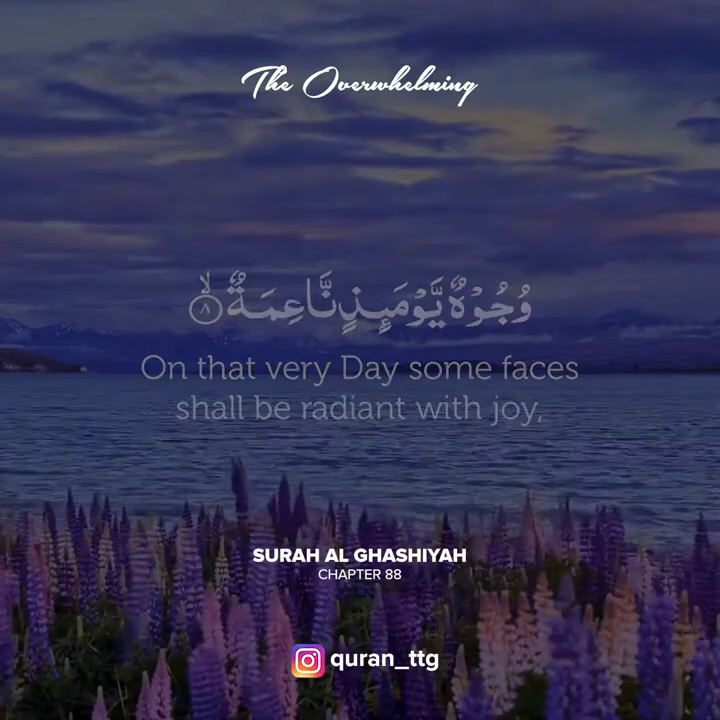 The Overwhelming
وُجُوْهٌ يَّوْمَىِٕذٍ نَّاعِمَةٌۙ ۝٨
On that very Day some faces
shall be radiant with joy,
SURAH AL GHASHIYAH
CHAPTER 88
quran_ttg